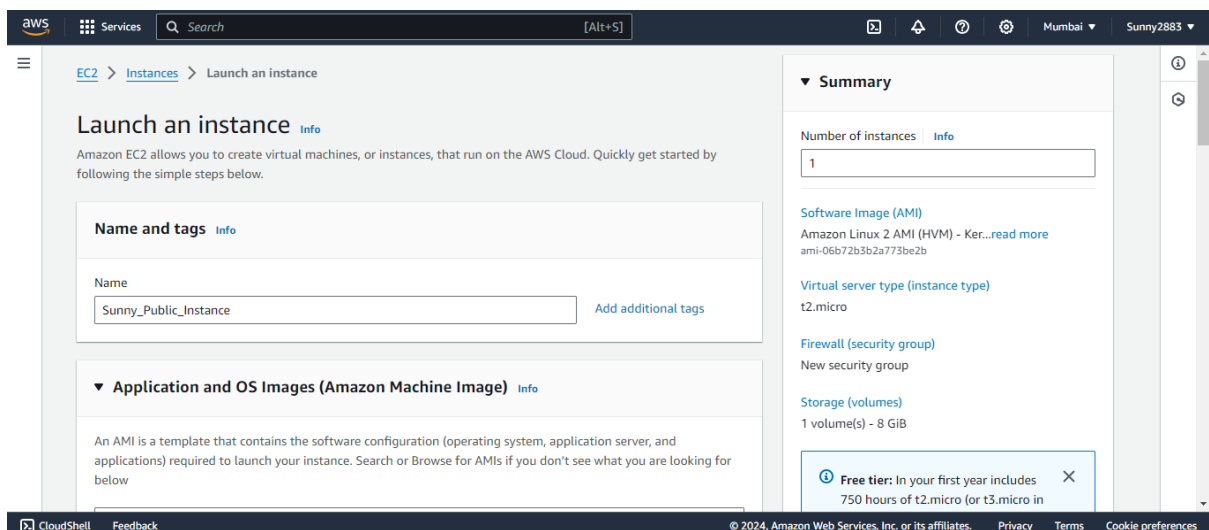 aws Services Search [Alt+S] Mumbai Sunny2883
EC2 > Instances > Launch an instance
Launch an instance Info
Amazon EC2 allows you to create virtual machines, or instances, that run on the AWS Cloud. Quickly get started by
following the simple steps below.
Name and tags Info
Name
Sunny_Public_Instance Add additional tags
Application and OS Images (Amazon Machine Image) Info
An AMI is a template that contains the software configuration (operating system, application server, and
applications) required to launch your instance. Search or Browse for AMIs if you don't see what you are looking for
below
Summary
Number of instances Info
1
Software Image (AMI)
Amazon Linux 2 AMI (HVM) - Ker...read more
ami-06b72b3b2a773be2b
Virtual server type (instance type)
t2.micro
Firewall (security group)
New security group
Storage (volumes)
1 volume(s) - 8 GiB
Free tier: In your first year includes
750 hours of t2.micro (or t3.micro in
CloudShell Feedback © 2024, Amazon Web Services, Inc. or its affiliates. Privacy Terms Cookie preferences